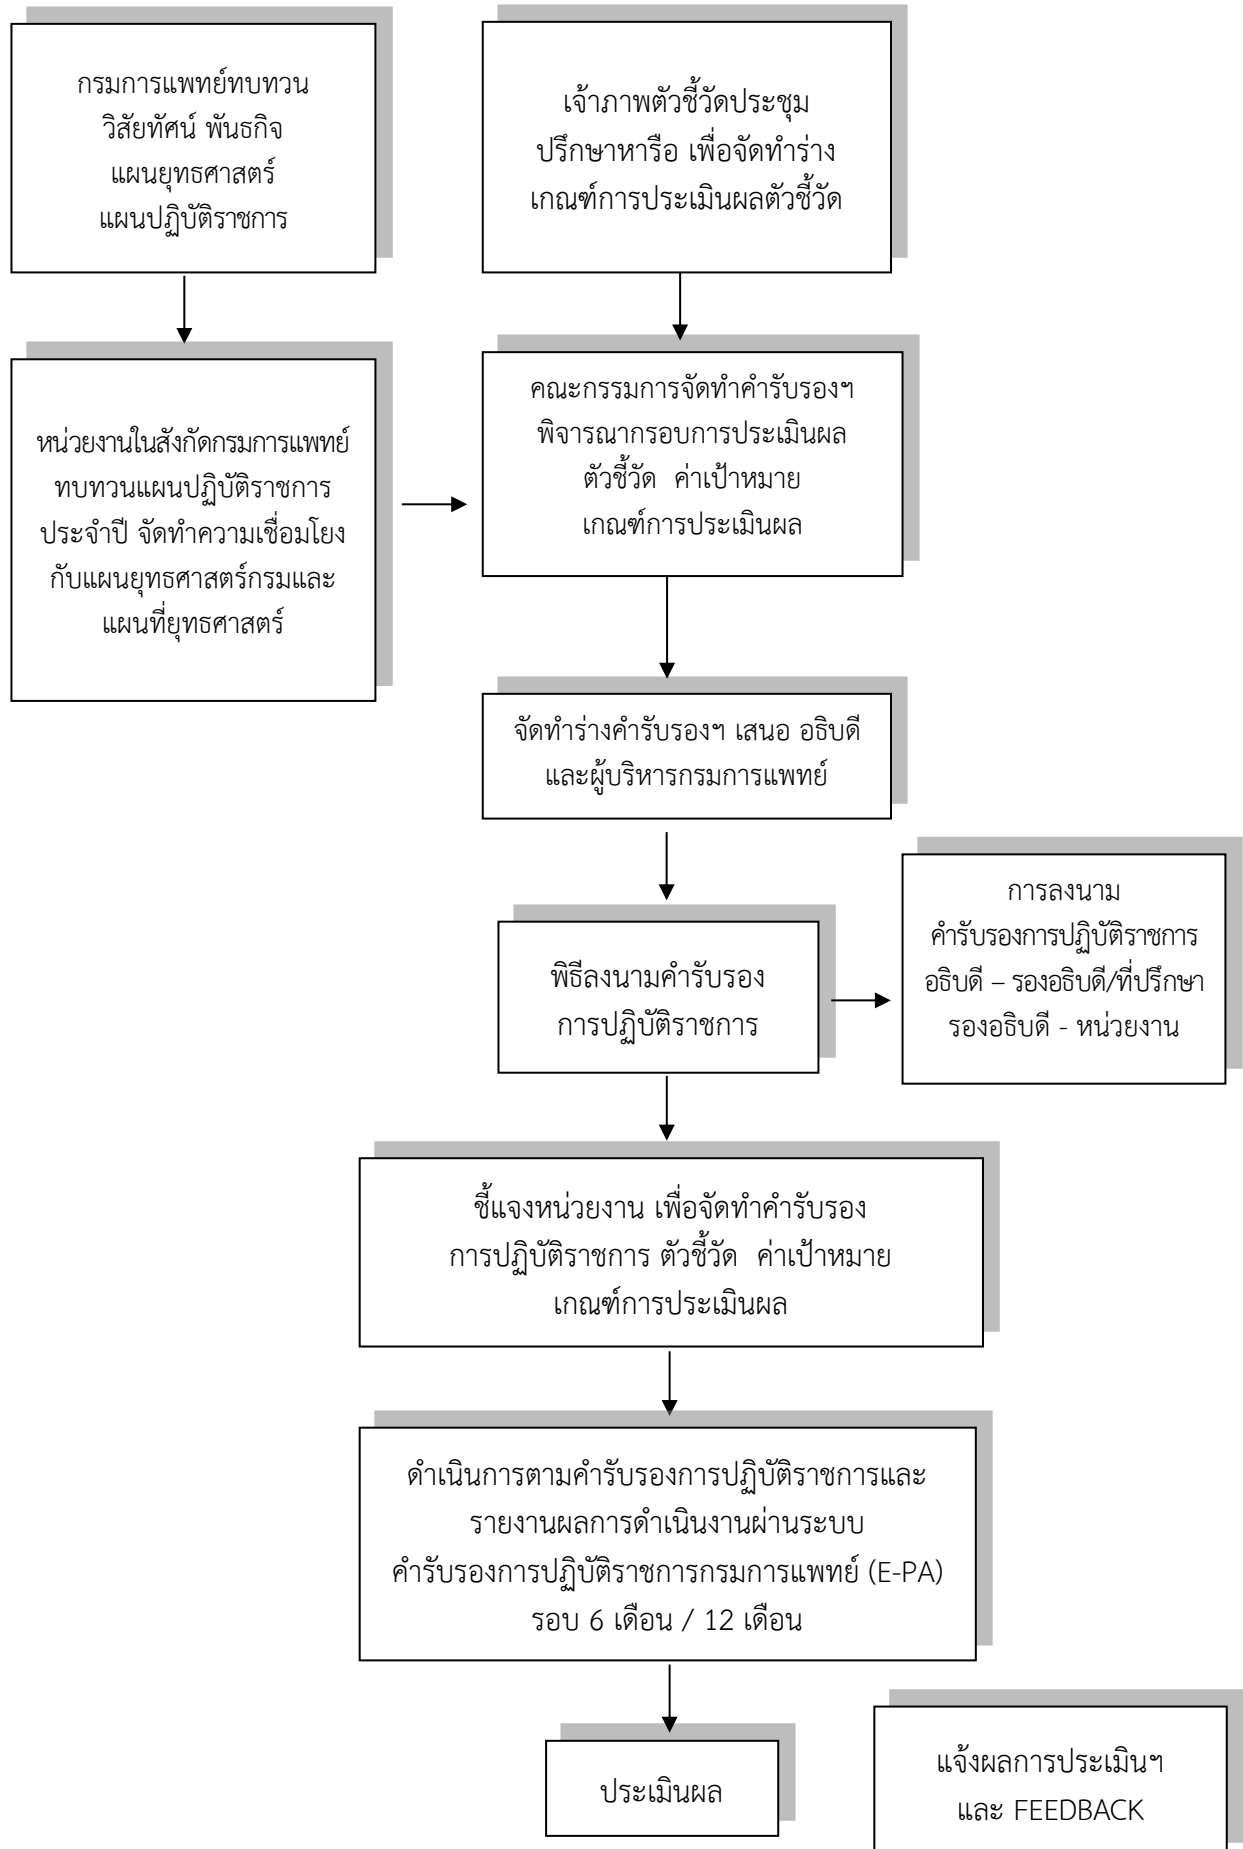 กรมการแพทย์ทบทวน
วิสัยทัศน์ พันธกิจ
แผนยุทธศาสตร์
แผนปฏิบัติราชการ
เจ้าภาพตัวชี้วัดประชุม
ปรึกษาหารือ เพื่อจัดทำร่าง
เกณฑ์การประเมินผลตัวชี้วัด
หน่วยงานในสังกัดกรมการแพทย์
ทบทวนแผนปฏิบัติราชการ
ประจำปี จัดทำความเชื่อมโยง
กับแผนยุทธศาสตร์กรมและ
แผนที่ยุทธศาสตร์
คณะกรรมการจัดทำคำรับรองฯ
พิจารณากรอบการประเมินผล
ตัวชี้วัด ค่าเป้าหมาย
เกณฑ์การประเมินผล
จัดทำร่างคำรับรองฯ เสนอ อธิบดี
และผู้บริหารกรมการแพทย์
พิธีลงนามคำรับรอง
การปฏิบัติราชการ
การลงนาม
คำรับรองการปฏิบัติราชการ
อธิบดี – รองอธิบดี/ที่ปรึกษา
รองอธิบดี - หน่วยงาน
ชี้แจงหน่วยงาน เพื่อจัดทำคำรับรอง
การปฏิบัติราชการ ตัวชี้วัด ค่าเป้าหมาย
เกณฑ์การประเมินผล
ดำเนินการตามคำรับรองการปฏิบัติราชการและ
รายงานผลการดำเนินงานผ่านระบบ
คำรับรองการปฏิบัติราชการกรมการแพทย์ (E-PA)
รอบ 6 เดือน / 12 เดือน
ประเมินผล
แจ้งผลการประเมินฯ
และ FEEDBACK